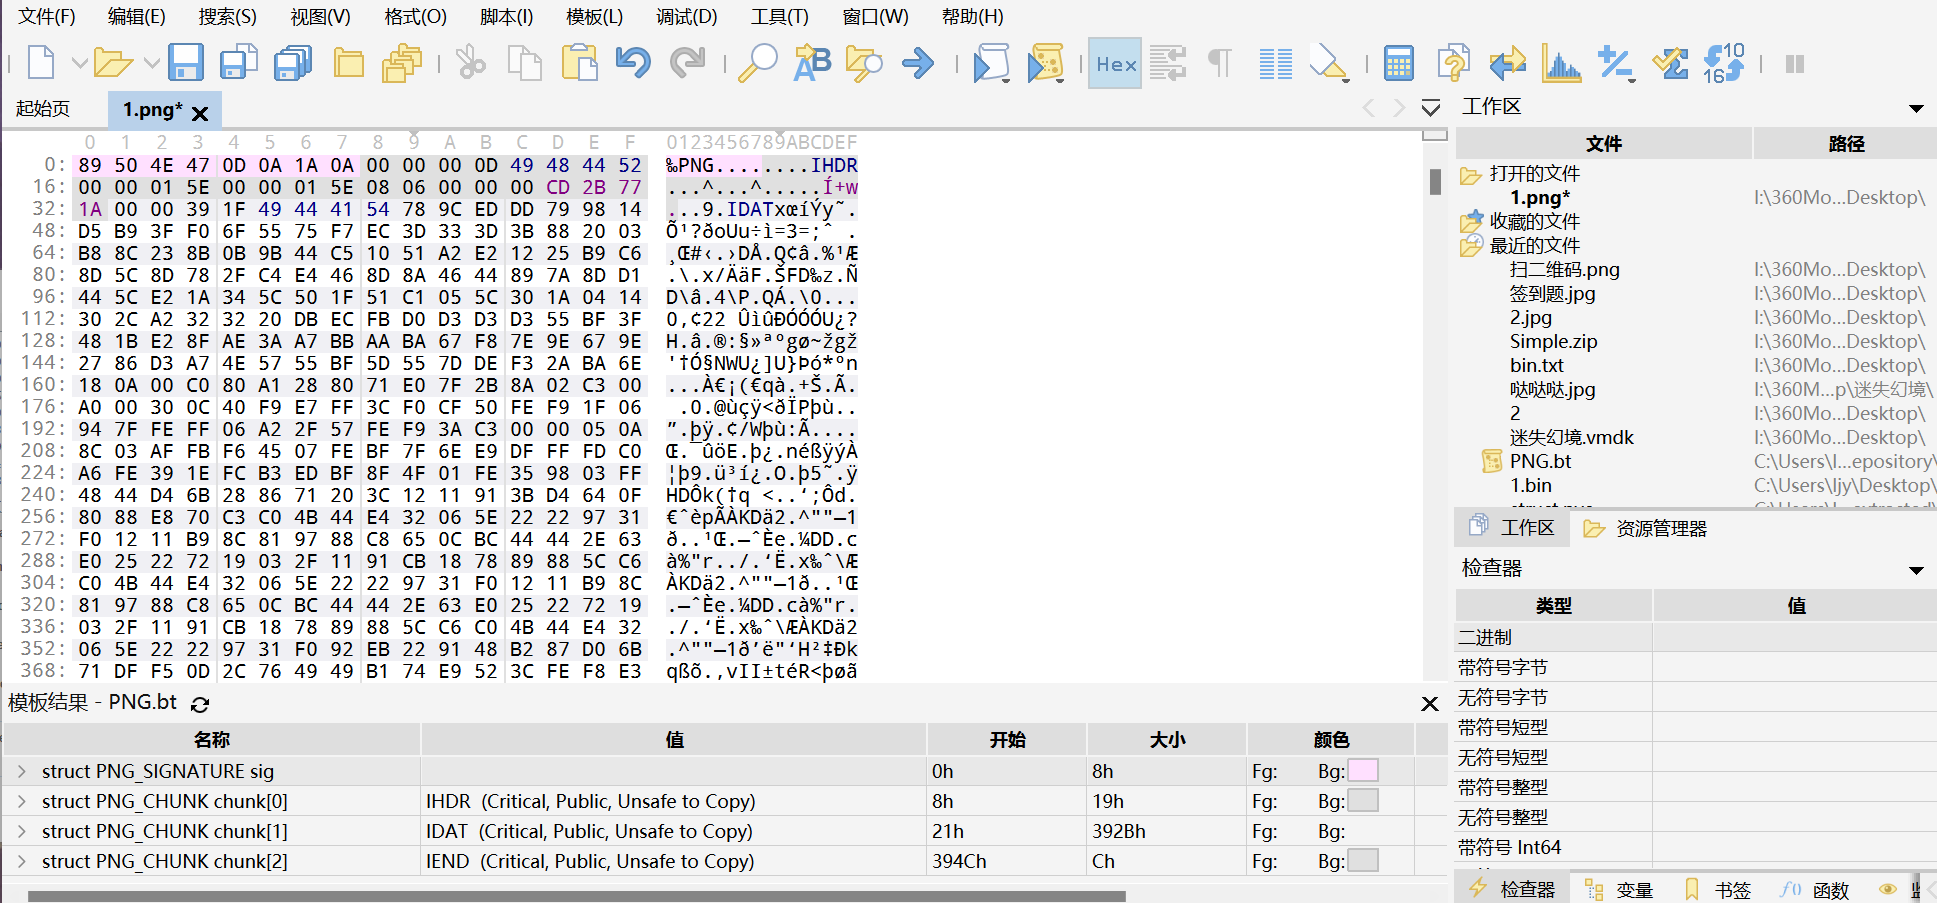 文件(F) 编辑(E) 搜索(S) 视图(V) 格式(O) 脚本(I) 模板(L) 调试(D) 工具(T) 窗口(W) 帮助(H)
Hex
起始页 1.png*
0 1 2 3 4 5 6 7 8 9 A B C D E F 0123456789ABCDEF
0: 89 50 4E 47 0D 0A 1A 0A 00 00 00 0D 49 48 44 52 ‰PNG........IHDR
16: 00 00 01 5E 00 00 01 5E 08 06 00 00 00 CD 2B 77 ...^...^.....Í+w
32: 1A 00 00 39 1F 49 44 41 54 78 9C ED DD 79 98 14 ...9.IDATxœíÝy˜.
48: D5 B9 3F F0 6F 55 75 F7 EC 3D 33 3D 3B 88 20 03 Õ¹?ðoUu÷ì=3=;ˆ .
64: B8 8C 23 8B 0B 9B 44 C5 10 51 A2 E2 12 25 B9 C6 ¸Œ#‹.›DÅ.Q¢â.%¹Æ
80: 8D 5C 8D 78 2F C4 E4 46 8D 8A 46 44 89 7A 8D D1 .\.x/ÄäF.ŠFD‰z.Ñ
96: 44 5C E2 1A 34 5C 50 1F 51 C1 05 5C 30 1A 04 14 D\â.4\P.QÁ.\0...
112: 30 2C A2 32 32 20 DB EC FB D0 D3 D3 D3 55 BF 3F 0,¢22 ÛìûÐÓÓÓU¿?
128: 48 1B E2 8F AE 3A A7 BB AA BA 67 F8 7E 9E 67 9E H.â.®:§»ªºgø~žgž
144: 27 86 D3 A7 4E 57 55 BF 5D 55 7D DE F3 2A BA 6E '†Ó§NWU¿]U}Þó*ºn
160: 18 0A 00 C0 80 A1 28 80 71 E0 7F 2B 8A 02 C3 00 ...À€¡(€qà.+Š.Ã.
176: A0 00 30 0C 40 F9 E7 FF 3C F0 CF 50 FE F9 1F 06 .0.@ùçÿ<ðÏPþù..
192: 94 7F FE FF 06 A2 2F 57 FE F9 3A C3 00 00 05 0A ”.þÿ.¢/Wþù:Ã....
208: 8C 03 AF FB F6 45 07 FE BF 7F 6E E9 DF FF FD C0 Œ.¯ûöE.þ¿.néßÿýÀ
224: A6 FE 39 1E FC B3 ED BF 8F 4F 01 FE 35 98 03 FF ¦þ9.ü³í¿.O.þ5˜.ÿ
240: 48 44 D4 6B 28 86 71 20 3C 12 11 91 3B D4 64 0F HDÔk(†q <..‘;Ôd.
256: 80 88 E8 70 C3 C0 4B 44 E4 32 06 5E 22 22 97 31 €ˆèpÃÀKDä2.^""—1
272: F0 12 11 B9 8C 81 97 88 C8 65 0C BC 44 44 2E 63 ð..¹Œ.—ˆÈe.¼DD.c
288: E0 25 22 72 19 03 2F 11 91 CB 18 78 89 88 5C C6 à%"r../.‘Ë.x‰ˆ\Æ
304: C0 4B 44 E4 32 06 5E 22 22 97 31 F0 12 11 B9 8C ÀKDä2.^""—1ð..¹Œ
320: 81 97 88 C8 65 0C BC 44 44 2E 63 E0 25 22 72 19 .—ˆÈe.¼DD.cà%"r.
336: 03 2F 11 91 CB 18 78 89 88 5C C6 C0 4B 44 E4 32 ./.‘Ë.x‰ˆ\ÆÀKDä2
352: 06 5E 22 22 97 31 F0 92 EB 22 91 48 B2 87 D0 6B .^""—1ð’ë"‘H²‡Ðk
368: 71 DF F5 0D 2C 76 49 49 B1 74 E9 52 3C FE F8 E3 qßõ.,vII±téR<þøã
模板结果 - PNG.bt
名称 值 开始 大小 颜色
struct PNG_SIGNATURE sig 0h 8h Fg: Bg:
struct PNG_CHUNK chunk[0] IHDR (Critical, Public, Unsafe to Copy) 8h 19h Fg: Bg:
struct PNG_CHUNK chunk[1] IDAT (Critical, Public, Unsafe to Copy) 21h 392Bh Fg: Bg:
struct PNG_CHUNK chunk[2] IEND (Critical, Public, Unsafe to Copy) 394Ch Ch Fg: Bg:
工作区
文件 路径
打开的文件
1.png* I:\360Mo...Desktop\
收藏的文件
最近的文件
扫二维码.png I:\360Mo...Desktop\
签到题.jpg I:\360Mo...Desktop\
2.jpg I:\360Mo...Desktop\
Simple.zip I:\360Mo...Desktop\
bin.txt I:\360Mo...Desktop\
哒哒哒.jpg I:\360M...p\迷失幻境\
2 I:\360Mo...Desktop\
迷失幻境.vmdk I:\360Mo...Desktop\
PNG.bt C:\Users\l...epository\
1.bin C:\Users\ljy\Desktop\
工作区 资源管理器
检查器
类型 值
二进制
带符号字节
无符号字节
带符号短型
无符号短型
带符号整型
无符号整型
带符号 Int64
检查器 变量 书签 函数